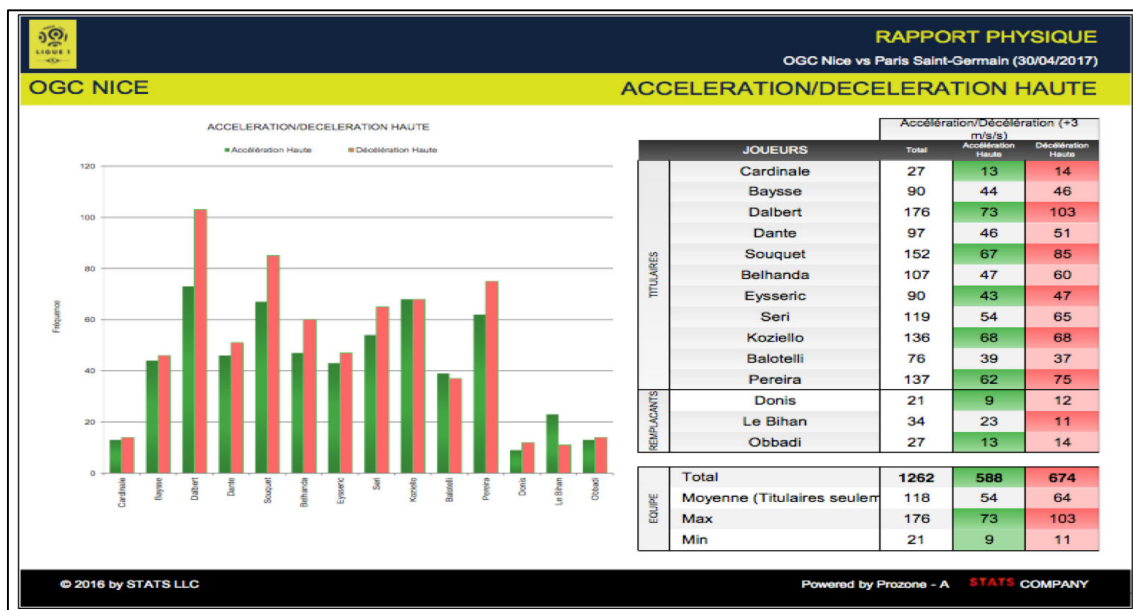 LIGUE 1
RAPPORT PHYSIQUE
OGC Nice vs Paris Saint-Germain (30/04/2017)
OGC NICE
ACCELERATION/DECELERATION HAUTE
ACCELERATION/DECELERATION HAUTE
Accélération Haute Décélération Haute
120
100
80
60
40
20
0
Fréquence
Cardinale Baysse Dalbert Dante Souquet Belhanda Eysseric Seri Koziello Balotelli Pereira Donis Le Bihan Obbadi
Accélération/Décélération (+3
m/s/s)
JOUEURS Total Accélération Haute Décélération Haute
TITULAIRES
Cardinale 27 13 14
Baysse 90 44 46
Dalbert 176 73 103
Dante 97 46 51
Souquet 152 67 85
Belhanda 107 47 60
Eysseric 90 43 47
Seri 119 54 65
Koziello 136 68 68
Balotelli 76 39 37
Pereira 137 62 75
REMPLACANTS
Donis 21 9 12
Le Bihan 34 23 11
Obbadi 27 13 14
EQUIPE
Total 1262 588 674
Moyenne (Titulaires seulem 118 54 64
Max 176 73 103
Min 21 9 11
© 2016 by STATS LLC
Powered by Prozone - A STATS COMPANY